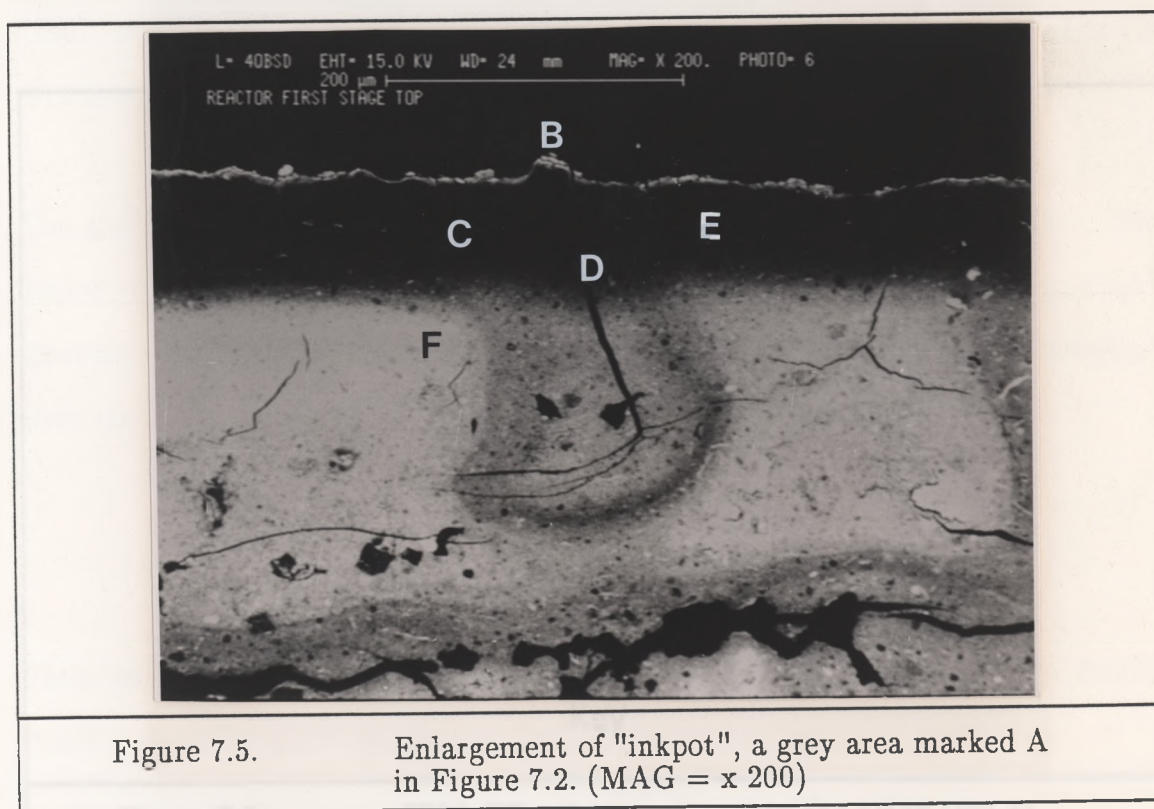 L= 40BSD EHT= 15.0 KV WD= 24 mm MAG= X 200. PHOTO= 6
200 µm
REACTOR FIRST STAGE TOP
B
C
E
D
F
Figure 7.5. Enlargement of "inkpot", a grey area marked A
in Figure 7.2. (MAG = x 200)